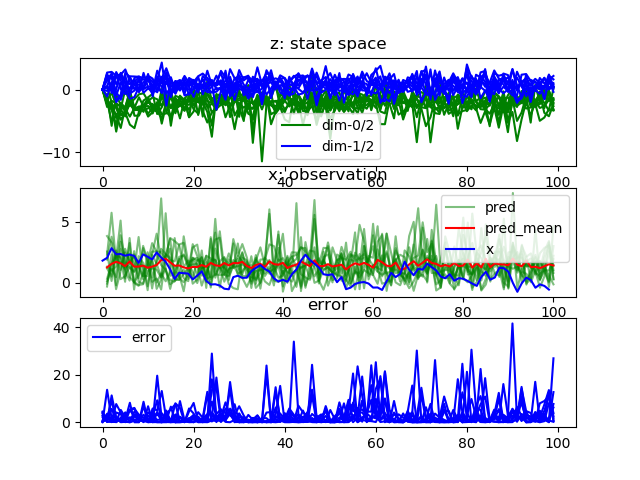 z: state space
0
−10
dim-0/2
dim-1/2
0 20 40 60 80 100
x: observation
5
0
pred
pred_mean
x
0 20 40 60 80 100
error
40
20
0
error
0 20 40 60 80 100